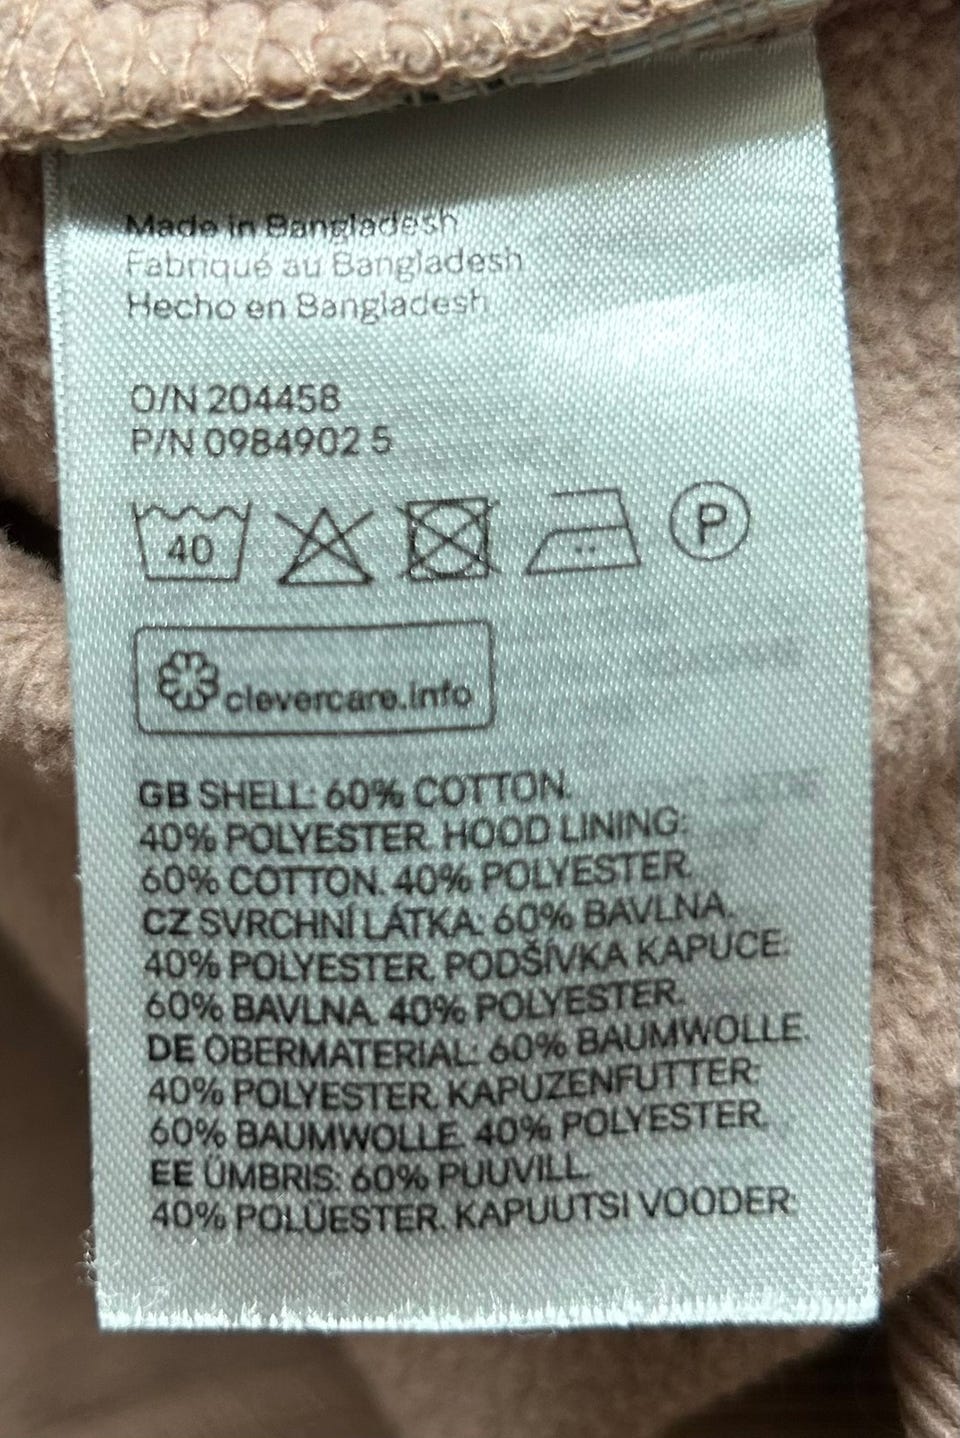 Made in Bangladesh
Fabriqué au Bangladesh
Hecho en Bangladesh
O/N 204458
P/N 0984902 5
40
P
clevercare.info
GB SHELL: 60% COTTON.
40% POLYESTER. HOOD LINING:
60% COTTON. 40% POLYESTER.
CZ SVRCHNÍ LÁTKA: 60% BAVLNA.
40% POLYESTER. PODŠÍVKA KAPUCE:
60% BAVLNA. 40% POLYESTER.
DE OBERMATERIAL: 60% BAUMWOLLE.
40% POLYESTER. KAPUZENFUTTER:
60% BAUMWOLLE. 40% POLYESTER.
EE ÜMBRIS: 60% PUUVILL.
40% POLÜESTER. KAPUUTSI VOODER: